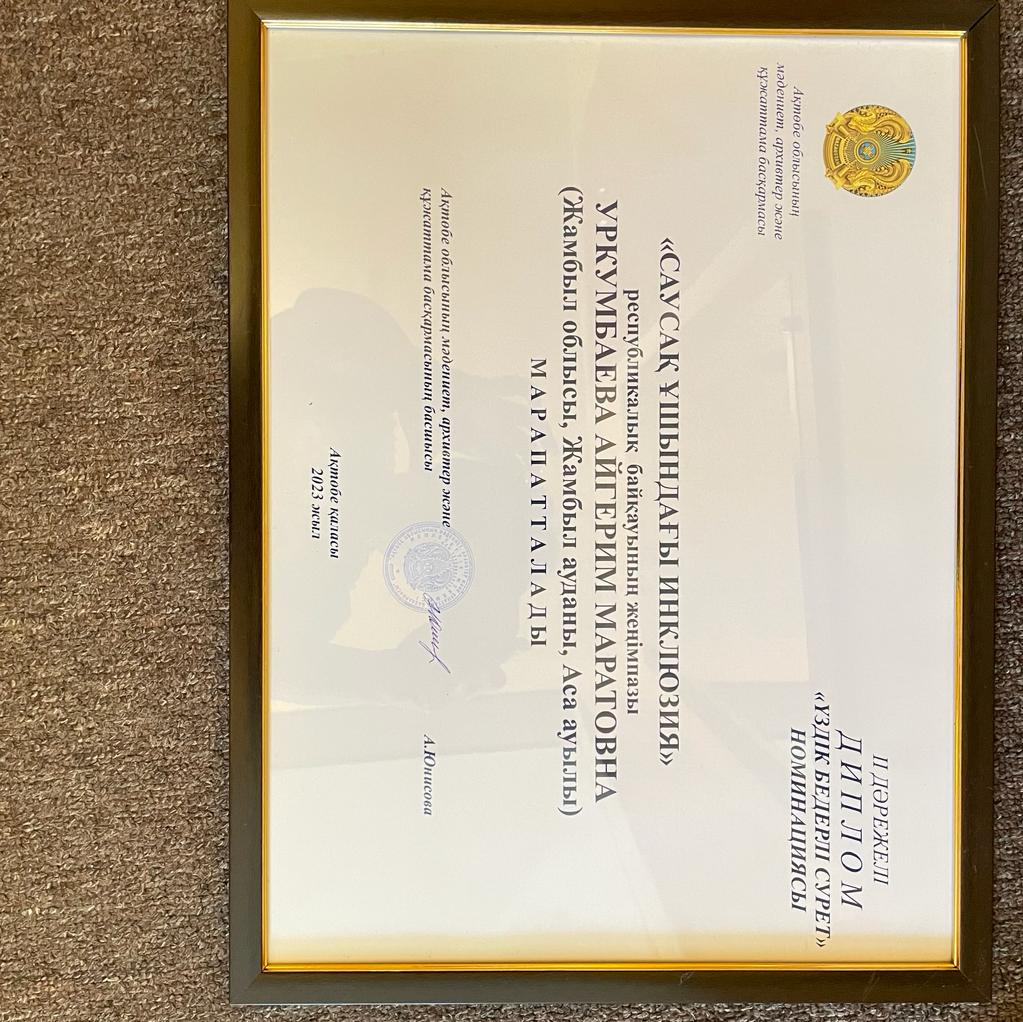 Ақтөбе облысының
мәдениет, архивтер және
құжаттама басқармасы
ІІ ДӘРЕЖЕЛІ
ДИПЛОМ
«ҮЗДІК БЕДЕРЛІ СУРЕТ»
НОМИНАЦИЯСЫ
«САУСАҚ ҰШЫНДАҒЫ ИНКЛЮЗИЯ»
республикалық байқауының жеңімпазы
УРКУМБАЕВА АЙГЕРИМ МАРАТОВНА
(Жамбыл облысы, Жамбыл ауданы, Аса ауылы)
МАРАПАТТАЛАДЫ
Ақтөбе облысының мәдениет, архивтер және
құжаттама басқармасының басшысы
А.Юнисова
Ақтөбе қаласы
2023 жыл